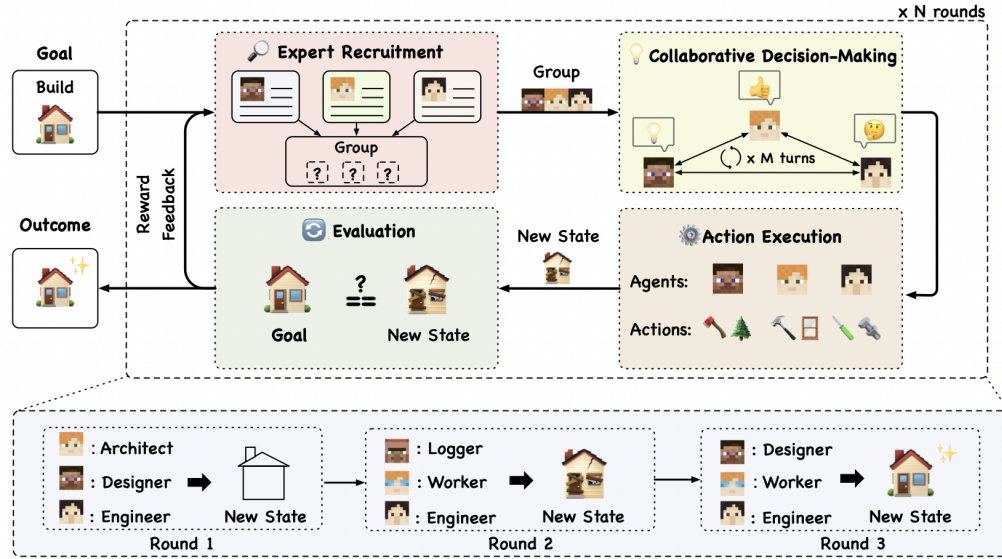 x N rounds
Goal
Build
Expert Recruitment
Group
? ? ?
Group
Collaborative Decision-Making
x M turns
Reward
Feedback
Outcome
Evaluation
?
==
Goal
New State
New State
Action Execution
Agents:
Actions:
: Architect
: Designer
: Engineer
New State
Round 1
: Logger
: Worker
: Engineer
New State
Round 2
: Designer
: Worker
: Engineer
New State
Round 3